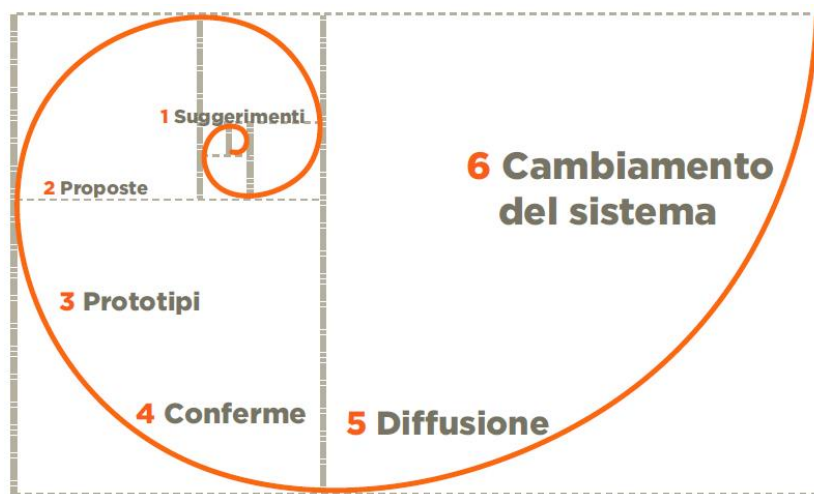 1 Suggerimenti
2 Proposte
3 Prototipi
4 Conferme
5 Diffusione
6 Cambiamento
del sistema